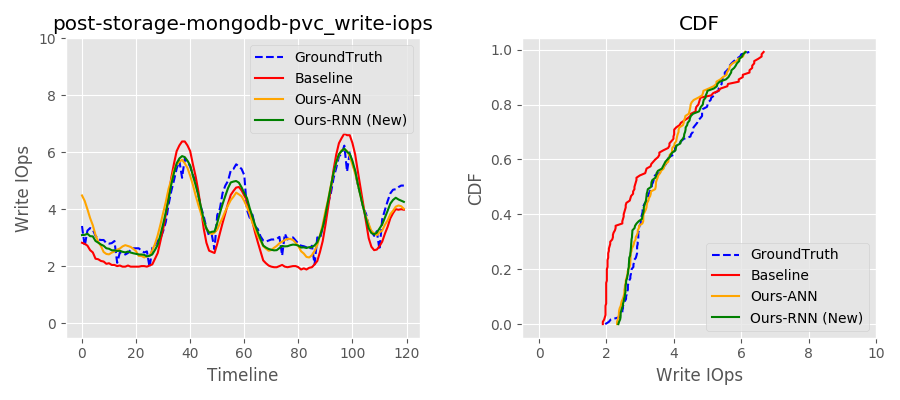 post-storage-mongodb-pvc_write-iops
10
8
6
4
2
0
Write IOps
0
20
40
60
80
100
120
Timeline
GroundTruth
Baseline
Ours-ANN
Ours-RNN (New)
CDF
1.0
0.8
0.6
0.4
0.2
0.0
CDF
0
2
4
6
8
10
Write IOps
GroundTruth
Baseline
Ours-ANN
Ours-RNN (New)